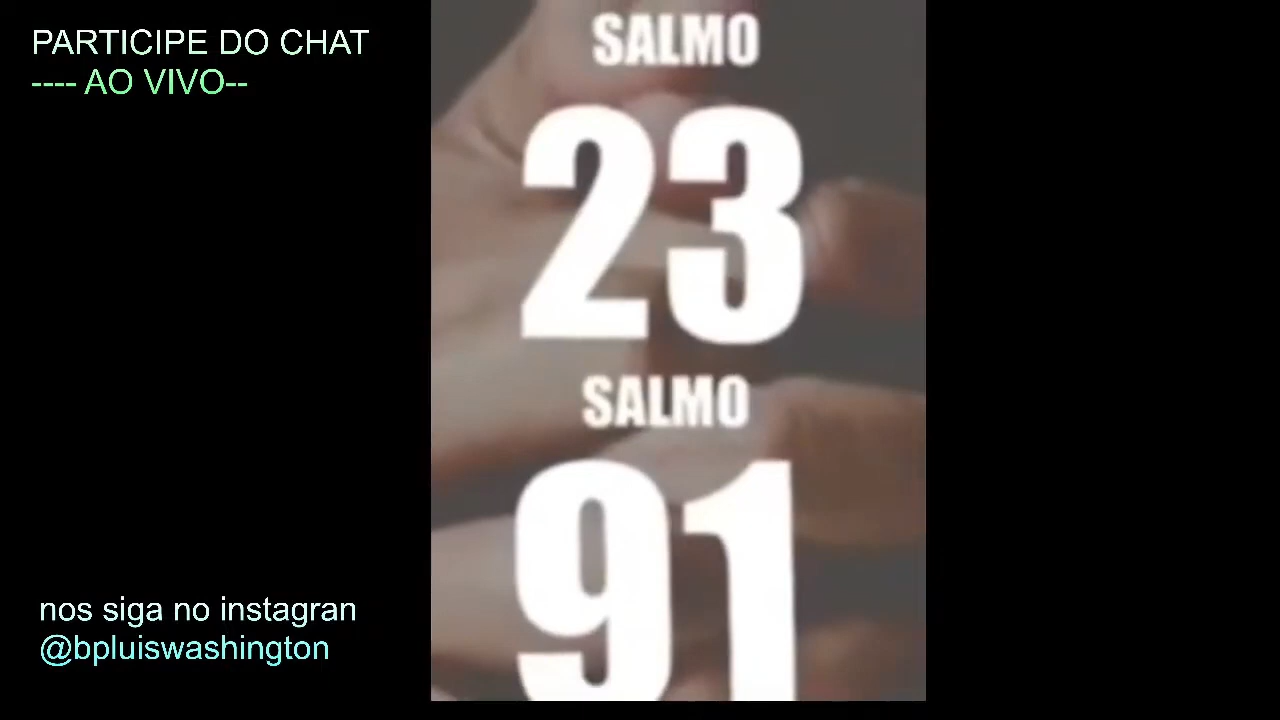 PARTICIPE DO CHAT
---- AO VIVO--
SALMO
23
SALMO
91
nos siga no instagran
@bpluiswashington